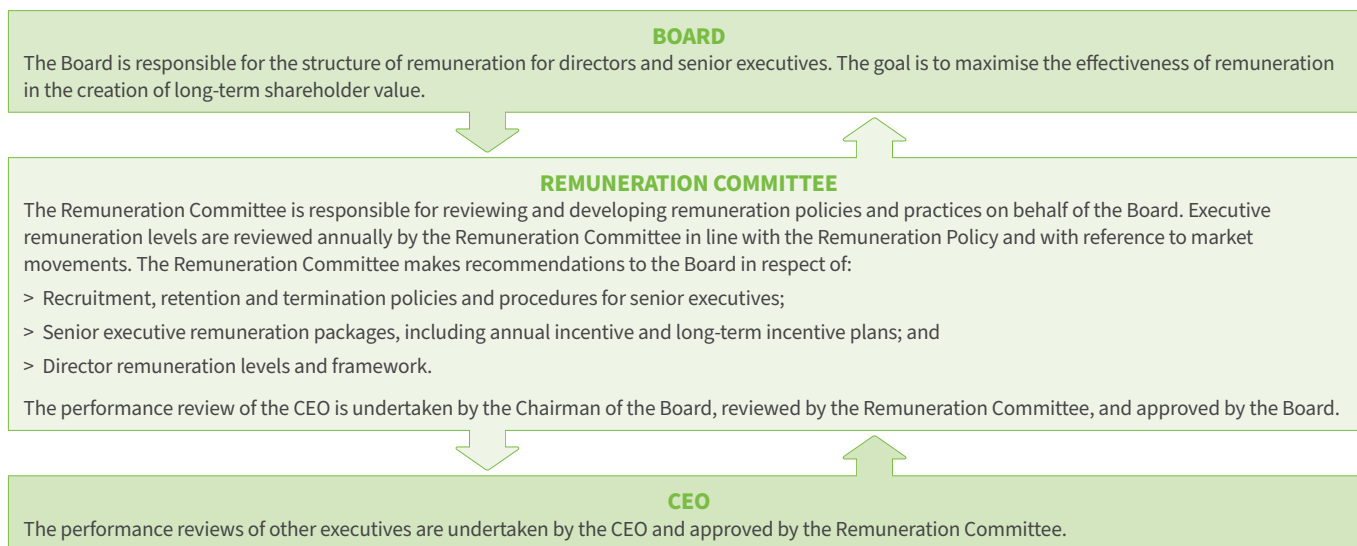 BOARD
The Board is responsible for the structure of remuneration for directors and senior executives. The goal is to maximise the effectiveness of remuneration
in the creation of long-term shareholder value.
REMUNERATION COMMITTEE
The Remuneration Committee is responsible for reviewing and developing remuneration policies and practices on behalf of the Board. Executive
remuneration levels are reviewed annually by the Remuneration Committee in line with the Remuneration Policy and with reference to market
movements. The Remuneration Committee makes recommendations to the Board in respect of:
> Recruitment, retention and termination policies and procedures for senior executives;
> Senior executive remuneration packages, including annual incentive and long-term incentive plans; and
> Director remuneration levels and framework.
The performance review of the CEO is undertaken by the Chairman of the Board, reviewed by the Remuneration Committee, and approved by the Board.
CEO
The performance reviews of other executives are undertaken by the CEO and approved by the Remuneration Committee.